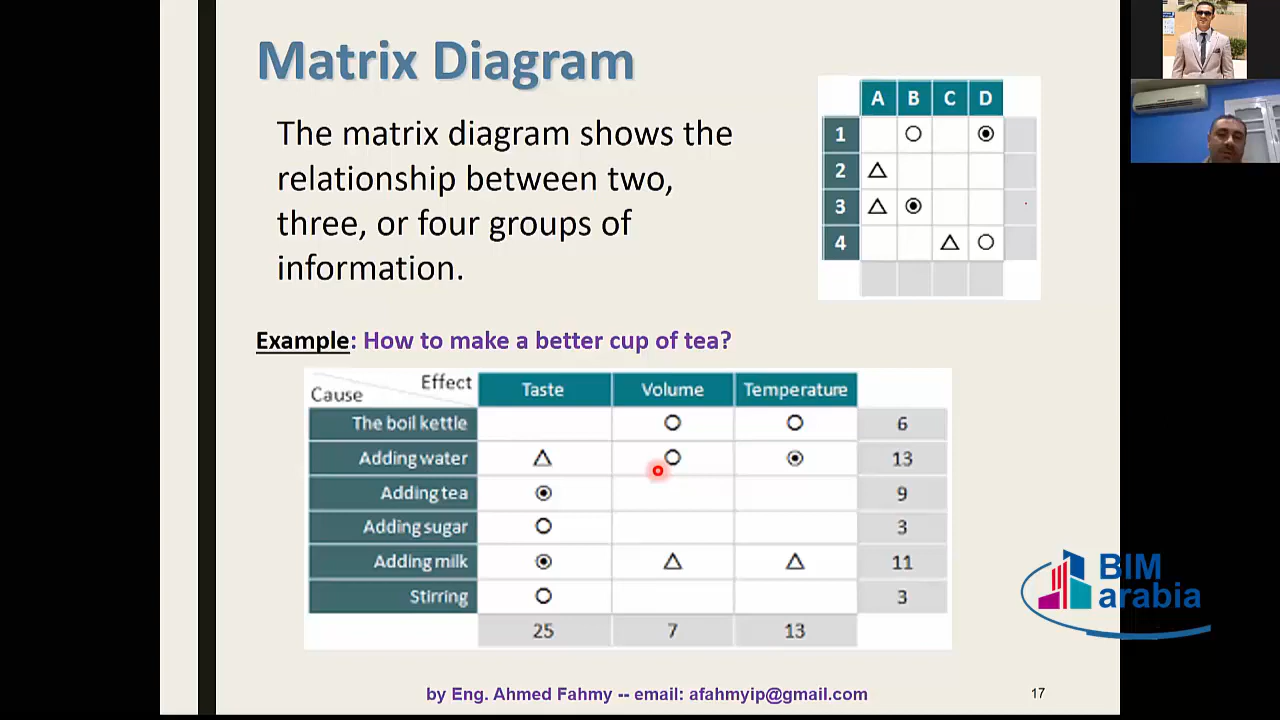 Matrix Diagram
The matrix diagram shows the
relationship between two,
three, or four groups of
information.
A B C D
1
2
3
4
Example: How to make a better cup of tea?
Effect
Cause
Taste Volume Temperature
The boil kettle 6
Adding water 13
Adding tea 9
Adding sugar 3
Adding milk 11
Stirring 3
25 7 13
BIM
arabia
by Eng. Ahmed Fahmy -- email: afahmyip@gmail.com
17